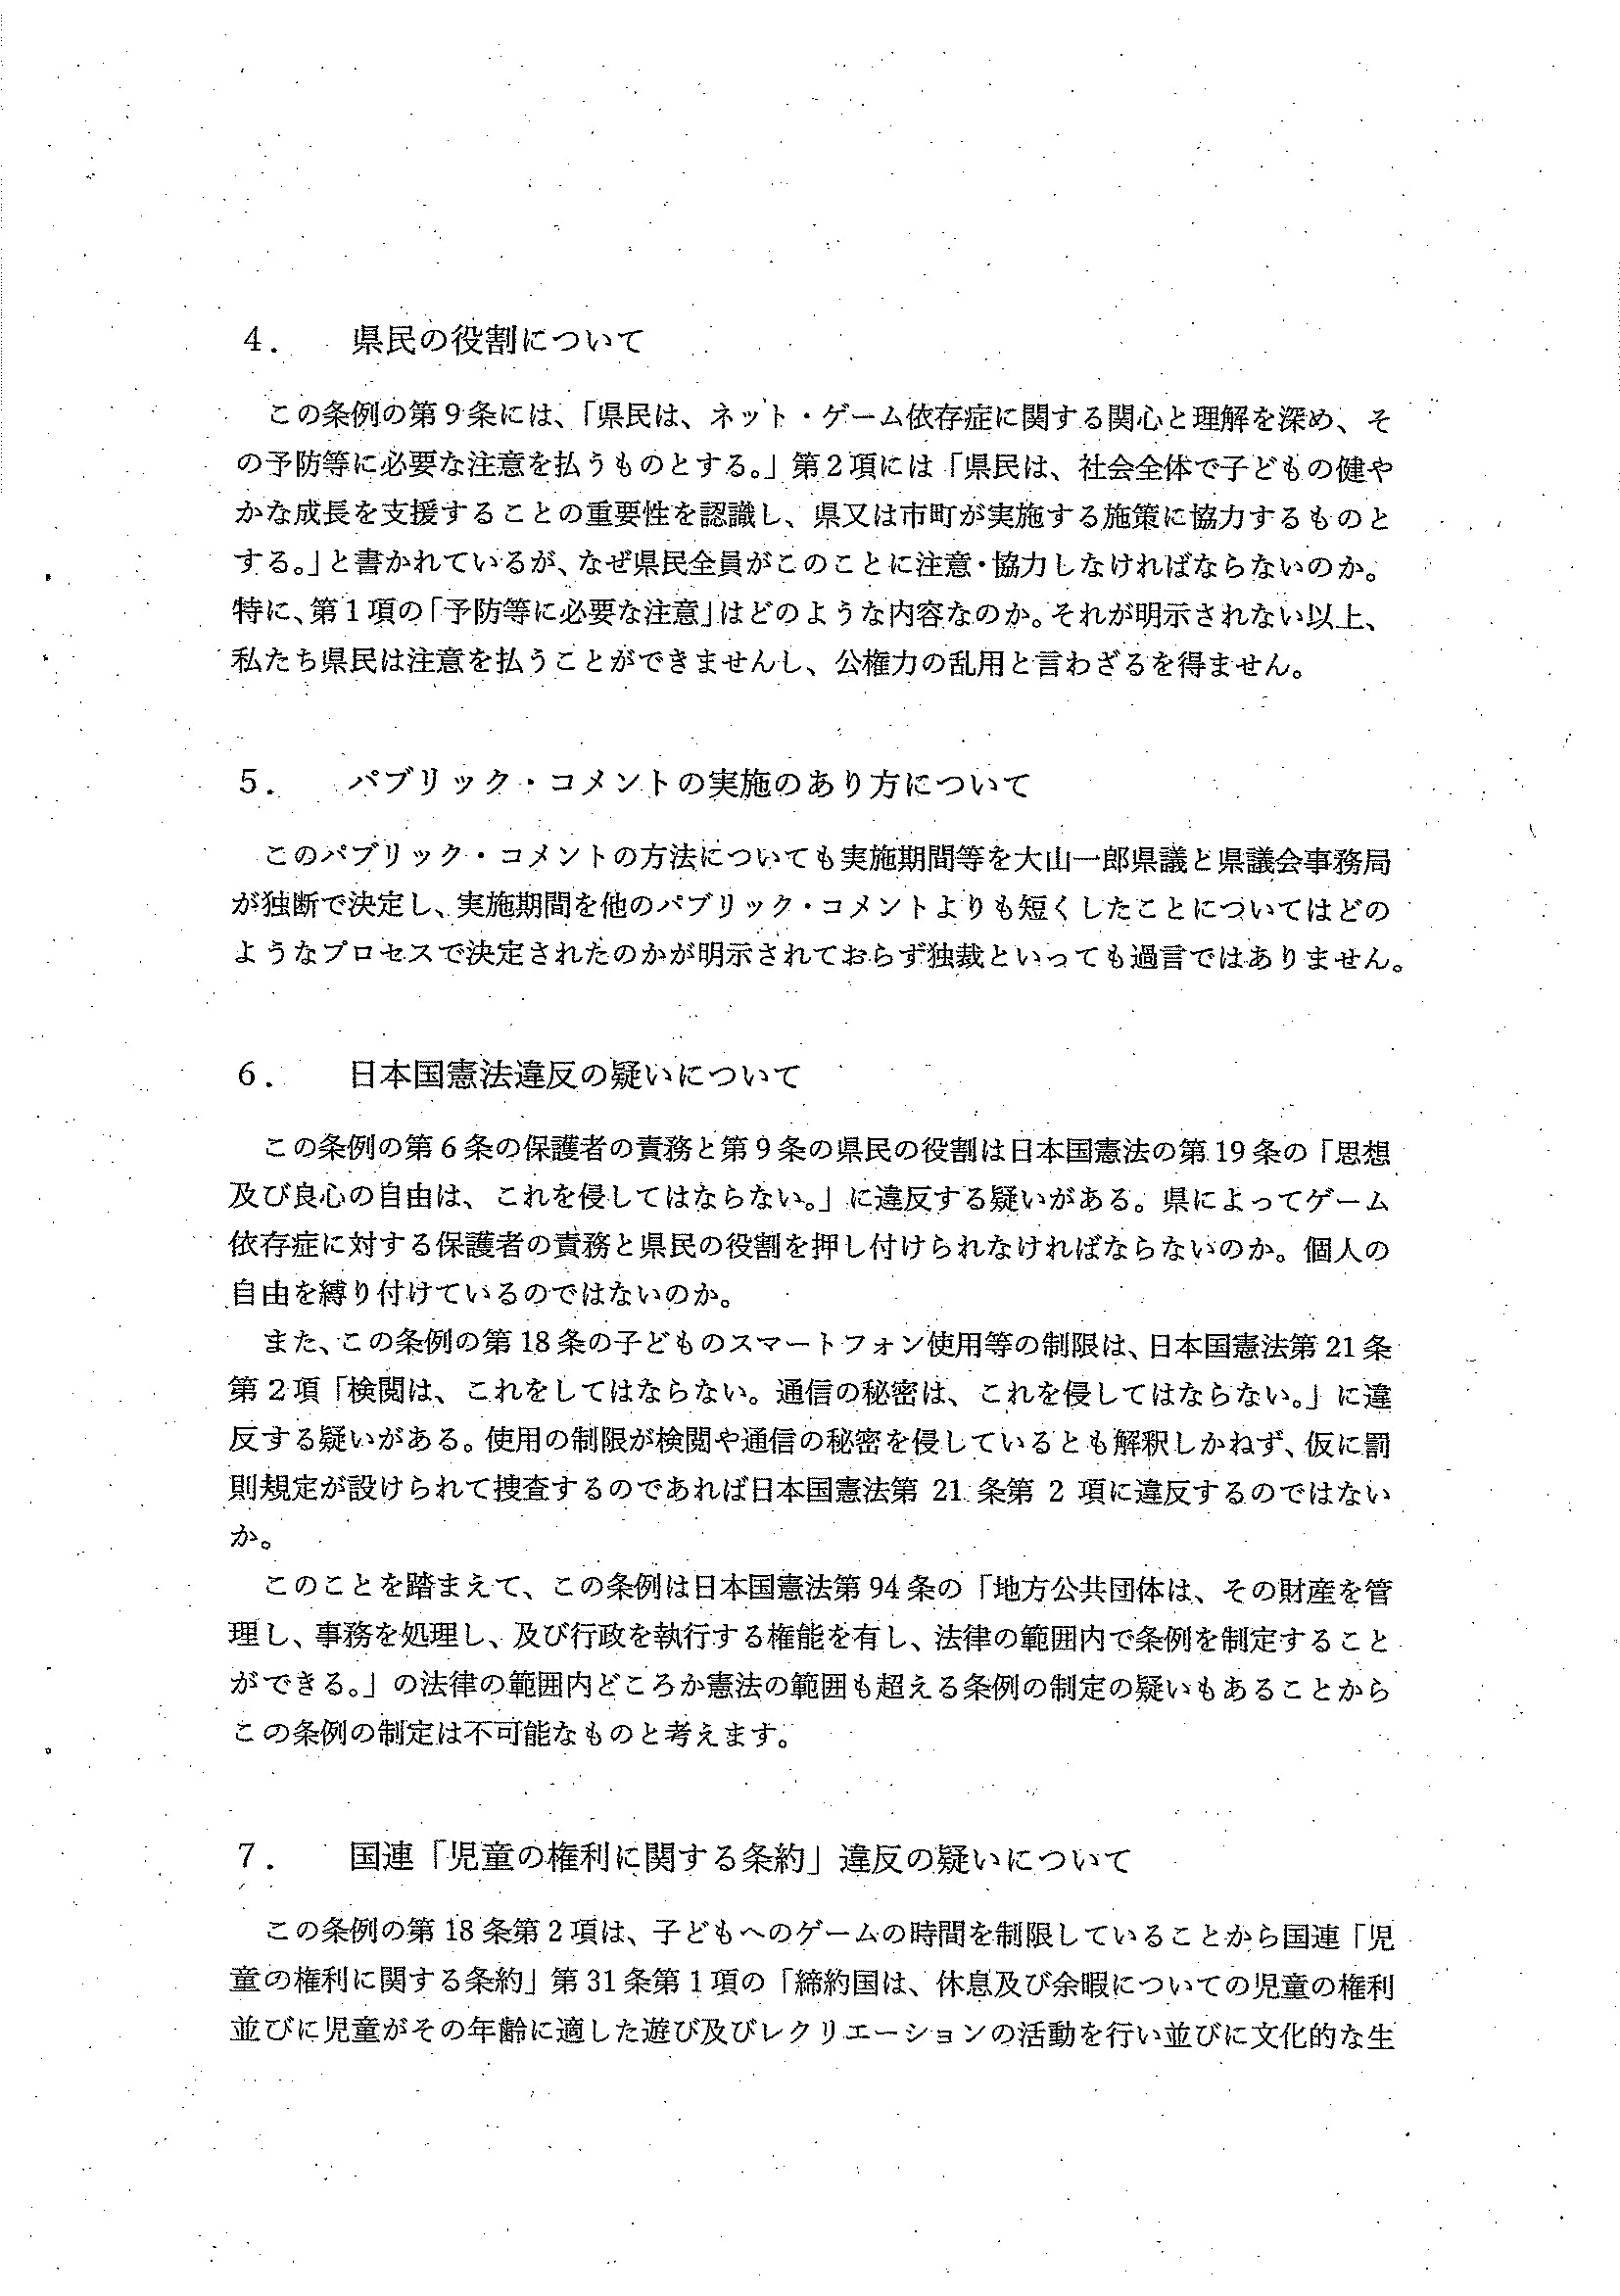 4． 県民の役割について
この条例の第9条には、「県民は、ネット・ゲーム依存症に関する関心と理解を深め、そ
の予防等に必要な注意を払うものとする。」第2項には「県民は、社会全体で子どもの健や
かな成長を支援することの重要性を認識し、県又は市町が実施する施策に協力するものと
する。」と書かれているが、なぜ県民全員がこのことに注意・協力しなければならないのか。
特に、第1項の「予防等に必要な注意」はどのような内容なのか。それが明示されない以上、
私たち県民は注意を払うことができませんし、公権力の乱用と言わざるを得ません。
5． パブリック・コメントの実施のあり方について
このパブリック・コメントの方法についても実施期間等を大山一郎県議と県議会事務局
が独断で決定し、実施期間を他のパブリック・コメントよりも短くしたことについてはどの
ようなプロセスで決定されたのかが明示されておらず独裁といっても過言ではありません。
6． 日本国憲法違反の疑いについて
この条例の第6条の保護者の責務と第9条の県民の役割は日本国憲法の第19条の「思想
及び良心の自由は、これを侵してはならない。」に違反する疑いがある。県によってゲーム
依存症に対する保護者の責務と県民の役割を押し付けられなければならないのか。個人の
自由を縛り付けているのではないのか。
また、この条例の第18条の子どものスマートフォン使用等の制限は、日本国憲法第21条
第2項「検閲は、これをしてはならない。通信の秘密は、これを侵してはならない。」に違
反する疑いがある。使用の制限が検閲や通信の秘密を侵しているとも解釈しかねず、仮に罰
則規定が設けられて捜査するのであれば日本国憲法第21条第2項に違反するのではない
か。
このことを踏まえて、この条例は日本国憲法第94条の「地方公共団体は、その財産を管
理し、事務を処理し、及び行政を執行する権能を有し、法律の範囲内で条例を制定すること
ができる。」の法律の範囲内どころか憲法の範囲も超える条例の制定の疑いもあることから
この条例の制定は不可能なものと考えます。
7． 国連「児童の権利に関する条約」違反の疑いについて
この条例の第18条第2項は、子どもへのゲームの時間を制限していることから国連「児
童の権利に関する条約」第31条第1項の「締約国は、休息及び余暇についての児童の権利
並びに児童がその年齢に適した遊び及びレクリエーションの活動を行い並びに文化的な生